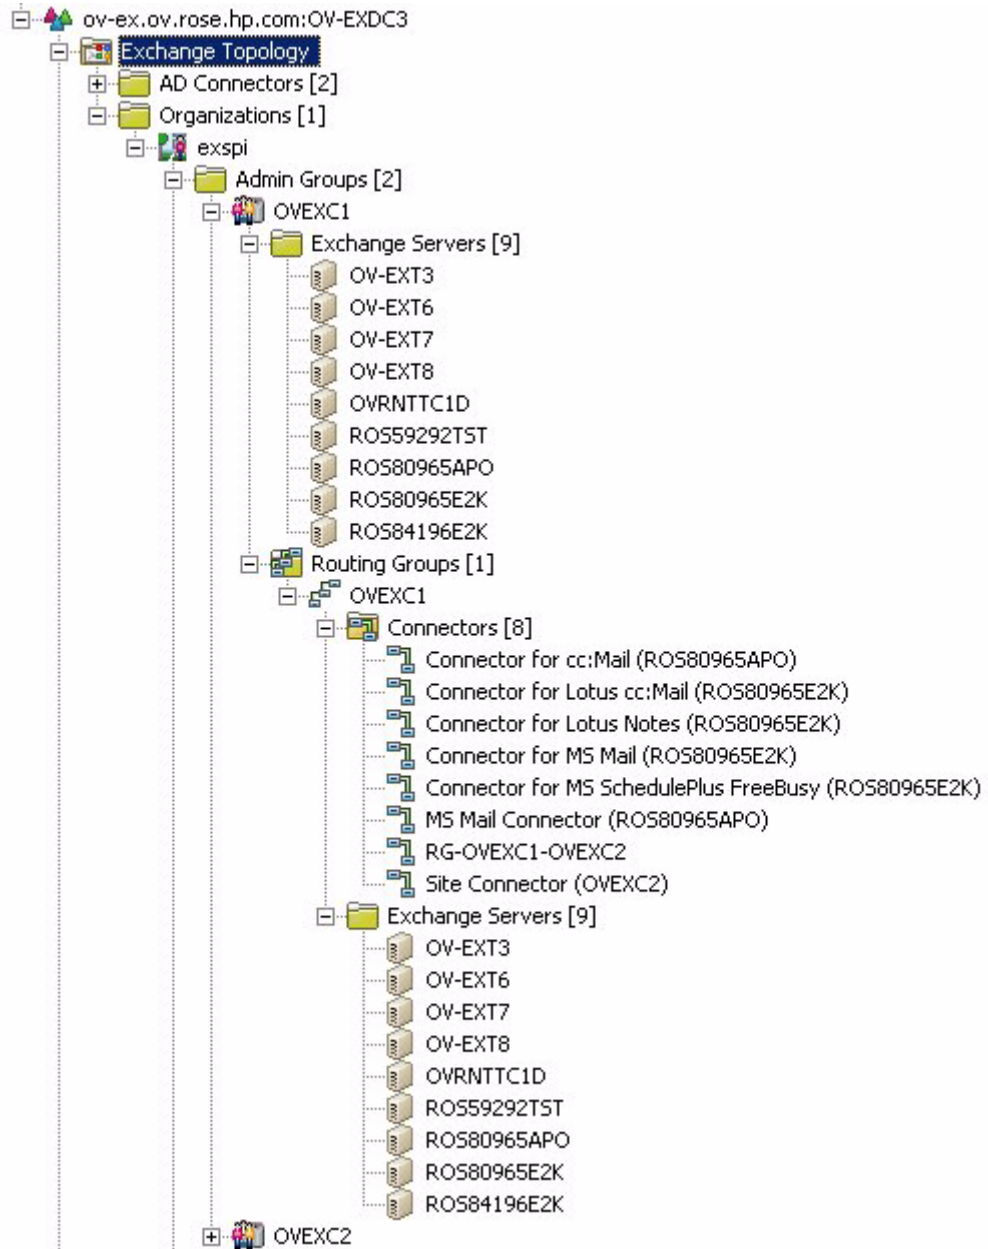 ov-ex.ov.rose.hp.com:OV-EXDC3
Exchange Topology
AD Connectors [2]
Organizations [1]
exspi
Admin Groups [2]
OVEXC1
Exchange Servers [9]
OV-EXT3
OV-EXT6
OV-EXT7
OV-EXT8
OVRNTTC1D
ROS59292TST
ROS80965APO
ROS80965E2K
ROS84196E2K
Routing Groups [1]
OVEXC1
Connectors [8]
Connector for cc:Mail (ROS80965APO)
Connector for Lotus cc:Mail (ROS80965E2K)
Connector for Lotus Notes (ROS80965E2K)
Connector for MS Mail (ROS80965E2K)
Connector for MS SchedulePlus FreeBusy (ROS80965E2K)
MS Mail Connector (ROS80965APO)
RG-OVEXC1-OVEXC2
Site Connector (OVEXC2)
Exchange Servers [9]
OV-EXT3
OV-EXT6
OV-EXT7
OV-EXT8
OVRNTTC1D
ROS59292TST
ROS80965APO
ROS80965E2K
ROS84196E2K
OVEXC2